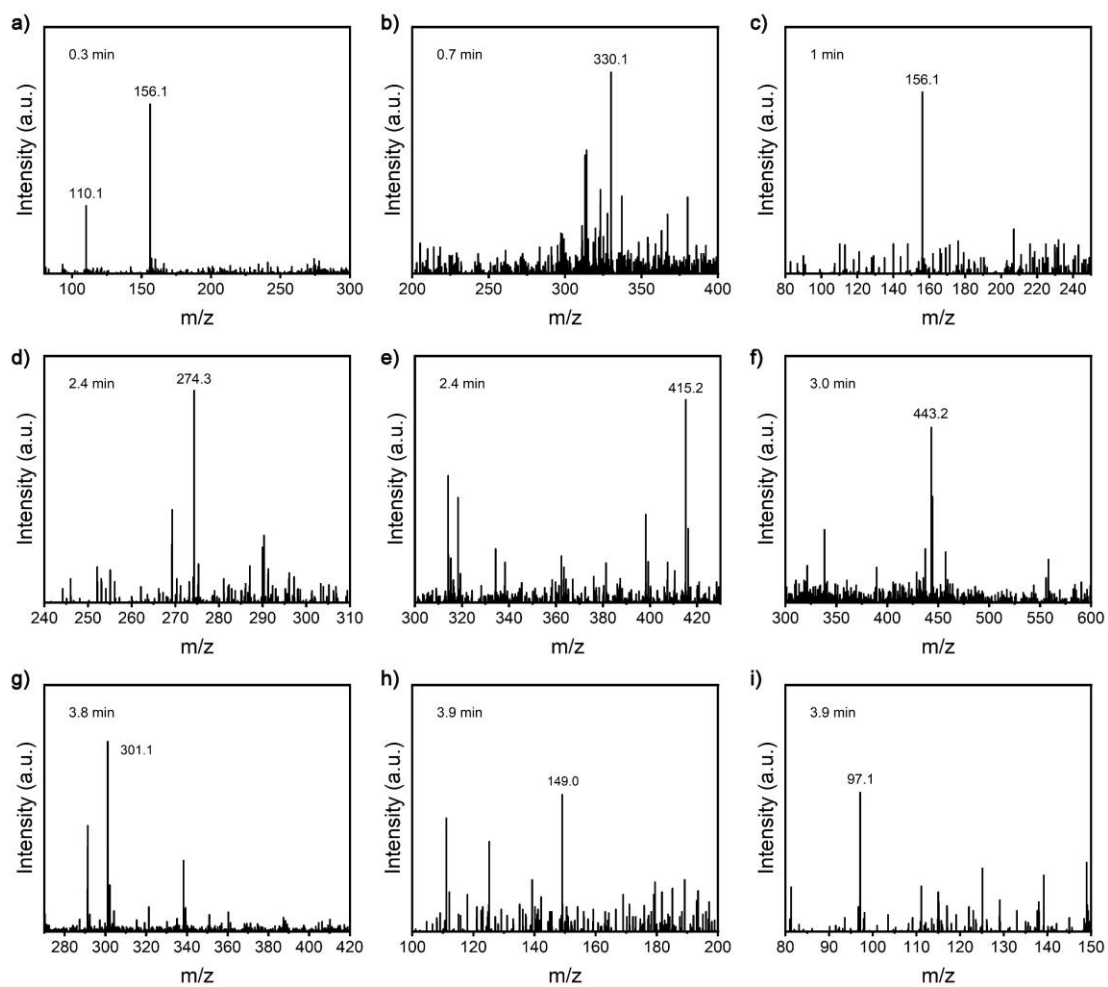 a)
0.3 min
156.1
110.1
Intensity (a.u.)
100 150 200 250 300
m/z
b)
0.7 min
330.1
Intensity (a.u.)
200 250 300 350 400
m/z
c)
1 min
156.1
Intensity (a.u.)
80 100 120 140 160 180 200 220 240
m/z
d)
2.4 min
274.3
Intensity (a.u.)
240 250 260 270 280 290 300 310
m/z
e)
2.4 min
415.2
Intensity (a.u.)
300 320 340 360 380 400 420
m/z
f)
3.0 min
443.2
Intensity (a.u.)
300 350 400 450 500 550 600
m/z
g)
3.8 min
301.1
Intensity (a.u.)
280 300 320 340 360 380 400 420
m/z
h)
3.9 min
149.0
Intensity (a.u.)
100 120 140 160 180 200
m/z
i)
3.9 min
97.1
Intensity (a.u.)
80 90 100 110 120 130 140 150
m/z